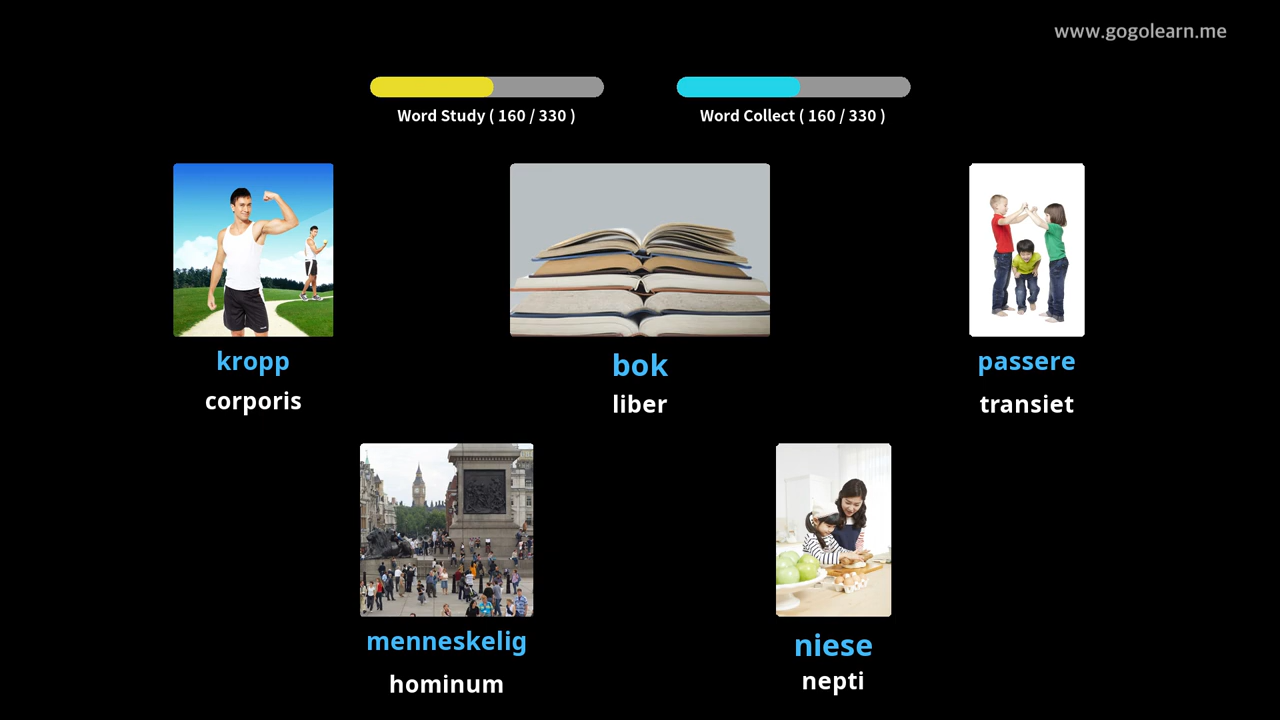 www.gogolearn.me
Word Study ( 160 / 330 )
Word Collect ( 160 / 330 )
kropp
corporis
bok
liber
passere
transiet
menneskelig
hominum
niese
nepti